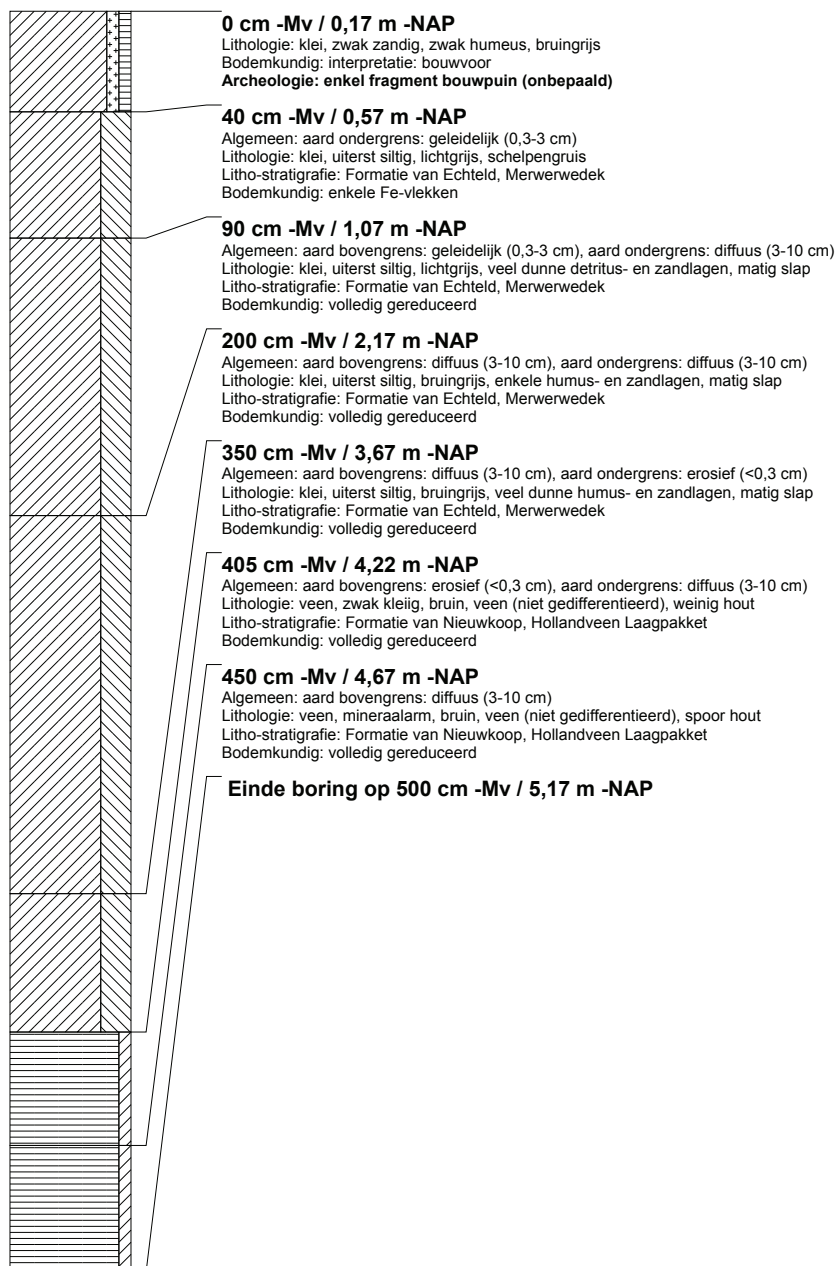 0 cm -Mv / 0,17 m -NAP
Lithologie: klei, zwak zandig, zwak humeus, bruingrijs
Bodemkundig: interpretatie: bouwvoor
Archeologie: enkel fragment bouwpuin (onbepaald)
40 cm -Mv / 0,57 m -NAP
Algemeen: aard ondergrens: geleidelijk (0,3-3 cm)
Lithologie: klei, uiterst siltig, lichtgrijs, schelpengruis
Litho-stratigrafie: Formatie van Echteld, Merwerwedek
Bodemkundig: enkele Fe-vlekken
90 cm -Mv / 1,07 m -NAP
Algemeen: aard bovengrens: geleidelijk (0,3-3 cm), aard ondergrens: diffuus (3-10 cm)
Lithologie: klei, uiterst siltig, lichtgrijs, veel dunne detritus- en zandlagen, matig slap
Litho-stratigrafie: Formatie van Echteld, Merwerwedek
Bodemkundig: volledig gereduceerd
200 cm -Mv / 2,17 m -NAP
Algemeen: aard bovengrens: diffuus (3-10 cm), aard ondergrens: diffuus (3-10 cm)
Lithologie: klei, uiterst siltig, bruingrijs, enkele humus- en zandlagen, matig slap
Litho-stratigrafie: Formatie van Echteld, Merwerwedek
Bodemkundig: volledig gereduceerd
350 cm -Mv / 3,67 m -NAP
Algemeen: aard bovengrens: diffuus (3-10 cm), aard ondergrens: erosief (<0,3 cm)
Lithologie: klei, uiterst siltig, bruingrijs, veel dunne humus- en zandlagen, matig slap
Litho-stratigrafie: Formatie van Echteld, Merwerwedek
Bodemkundig: volledig gereduceerd
405 cm -Mv / 4,22 m -NAP
Algemeen: aard bovengrens: erosief (<0,3 cm), aard ondergrens: diffuus (3-10 cm)
Lithologie: veen, zwak kleiig, bruin, veen (niet gedifferentieerd), weinig hout
Litho-stratigrafie: Formatie van Nieuwkoop, Hollandveen Laagpakket
Bodemkundig: volledig gereduceerd
450 cm -Mv / 4,67 m -NAP
Algemeen: aard bovengrens: diffuus (3-10 cm)
Lithologie: veen, mineraalarm, bruin, veen (niet gedifferentieerd), spoor hout
Litho-stratigrafie: Formatie van Nieuwkoop, Hollandveen Laagpakket
Bodemkundig: volledig gereduceerd
Einde boring op 500 cm -Mv / 5,17 m -NAP